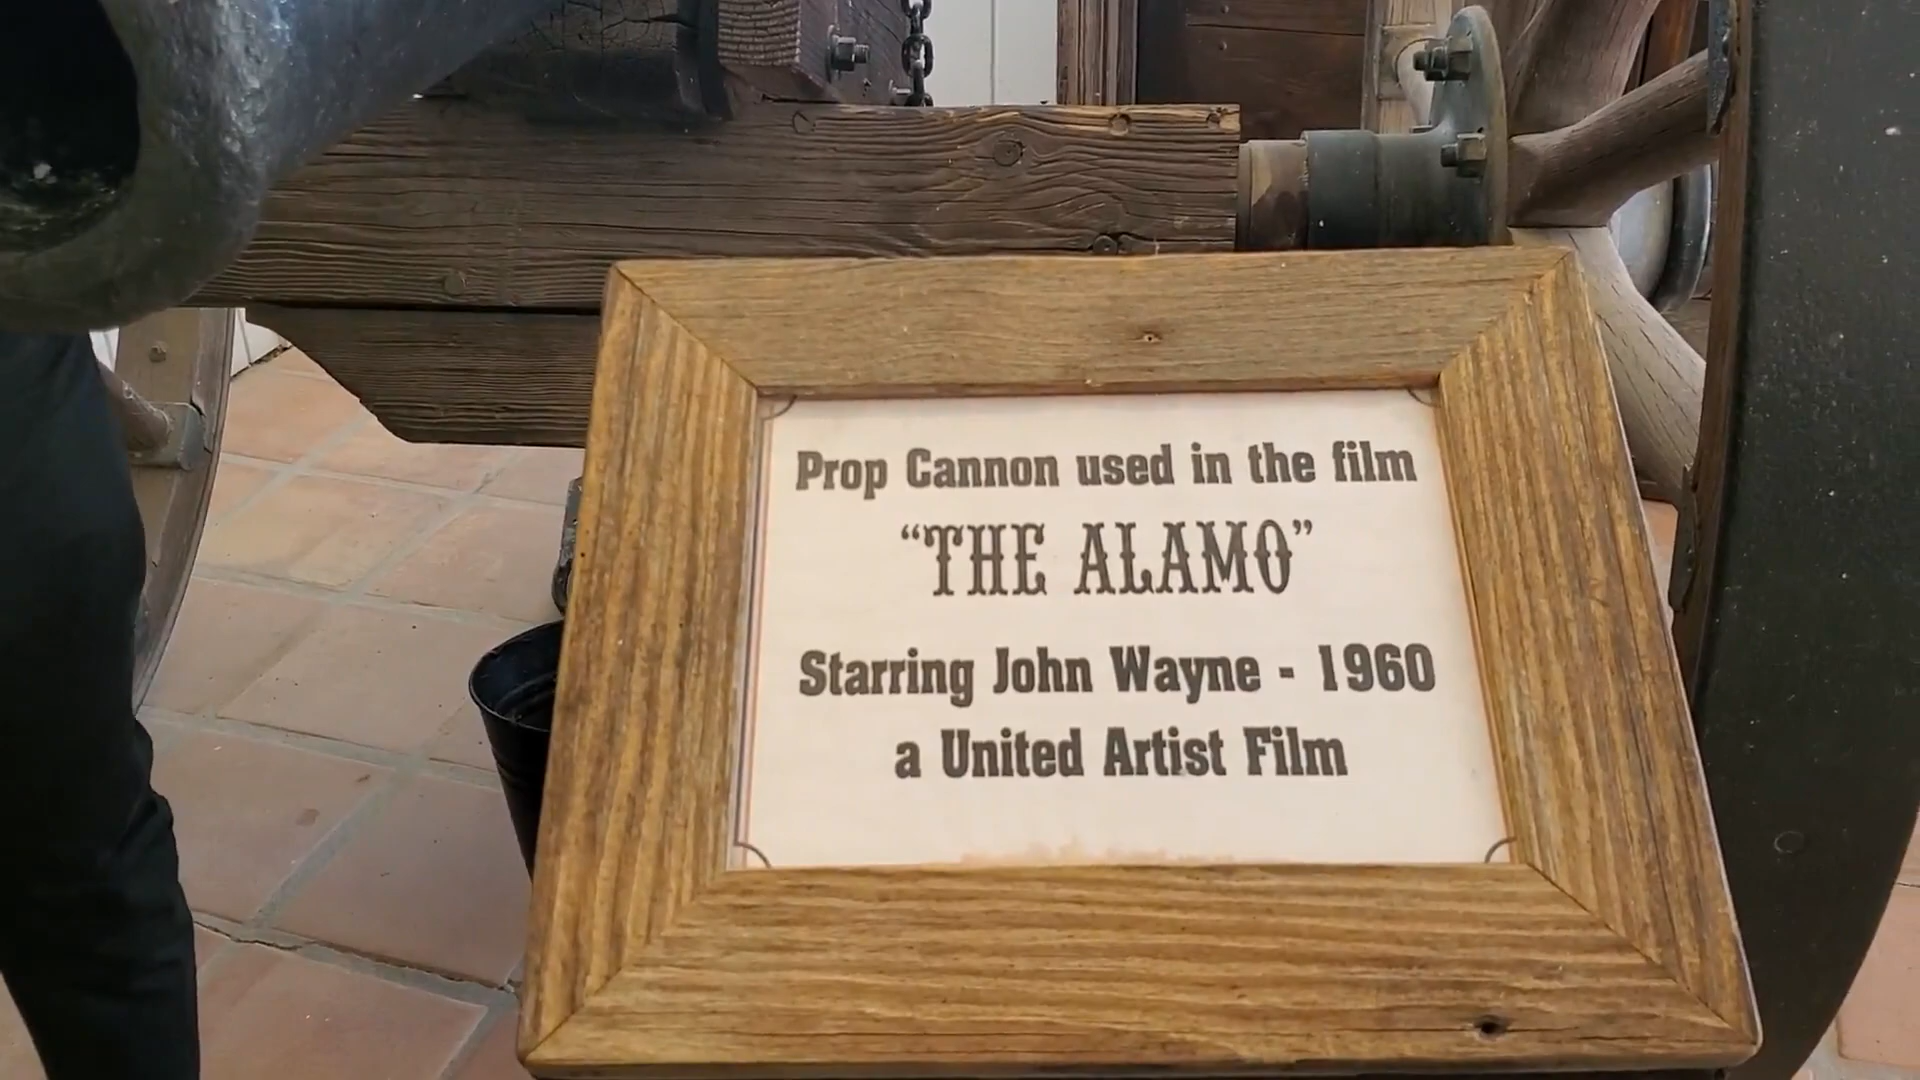 Prop Cannon used in the film
“THE ALAMO”
Starring John Wayne - 1960
a United Artist Film